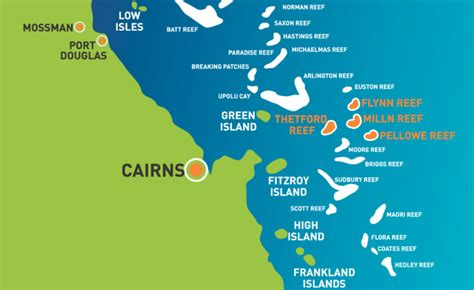 LOW
ISLES
BATT REEF
NORMAN REEF
SAXON REEF
HASTINGS REEF
MICHAELMAS REEF
PARADISE REEF
BREAKING PATCHES
MOSSMAN
PORT
DOUGLAS
ARLINGTON REEF
UPOLU CAY
EUSTON REEF
FLYNN REEF
GREEN
ISLAND
THETFORD
REEF
MILLN REEF
PELLOWE REEF
MOORE REEF
BRIGGS REEF
CAIRNS
FITZROY
ISLAND
SUDBURY REEF
SCOTT REEF
MAORI REEF
HIGH
ISLAND
FLORA REEF
COATES REEF
HEDLEY REEF
FRANKLAND
ISLANDS